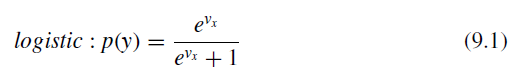 logistic : p(y) = e^{v_x} / (e^{v_x} + 1) (9.1)